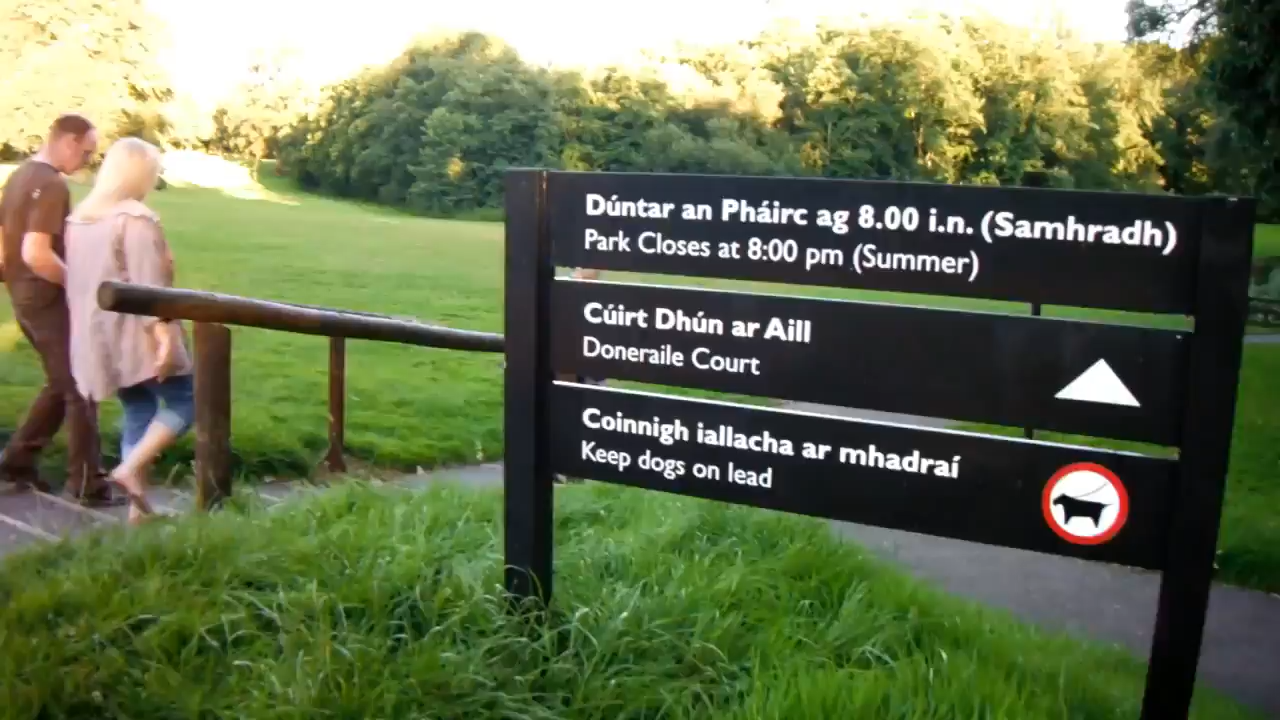 Dúntar an Pháirc ag 8.00 i.n. (Samhradh)
Park Closes at 8:00 pm (Summer)
Cúirt Dhún ar Aill
Doneraile Court
Coinnigh iallacha ar mhadraí
Keep dogs on lead